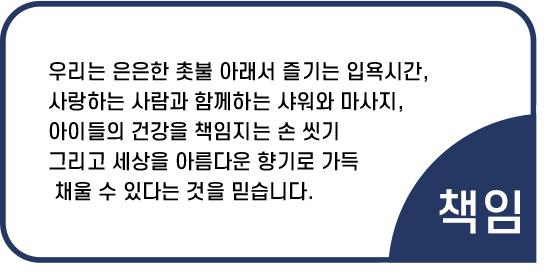 우리는 은은한 촛불 아래서 즐기는 입욕시간,
사랑하는 사람과 함께하는 샤워와 마사지,
아이들의 건강을 책임지는 손 씻기
그리고 세상을 아름다운 향기로 가득
채울 수 있다는 것을 믿습니다.
책임